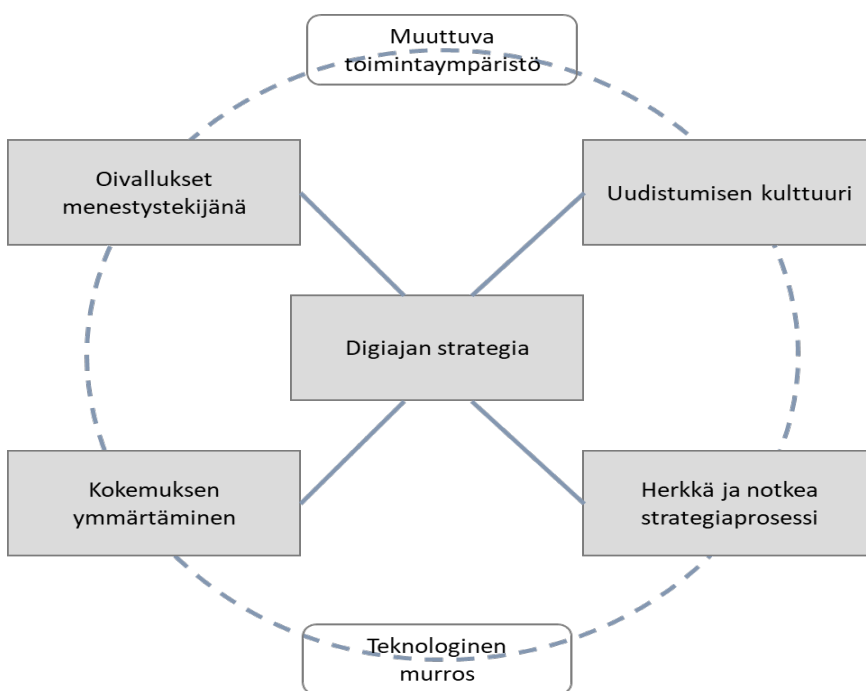 Muuttuva
toimintaympäristö
Oivallukset
menestystekijänä
Uudistumisen kulttuuri
Digiajan strategia
Kokemuksen
ymmärtäminen
Herkkä ja notkea
strategiaprosessi
Teknologinen
murros